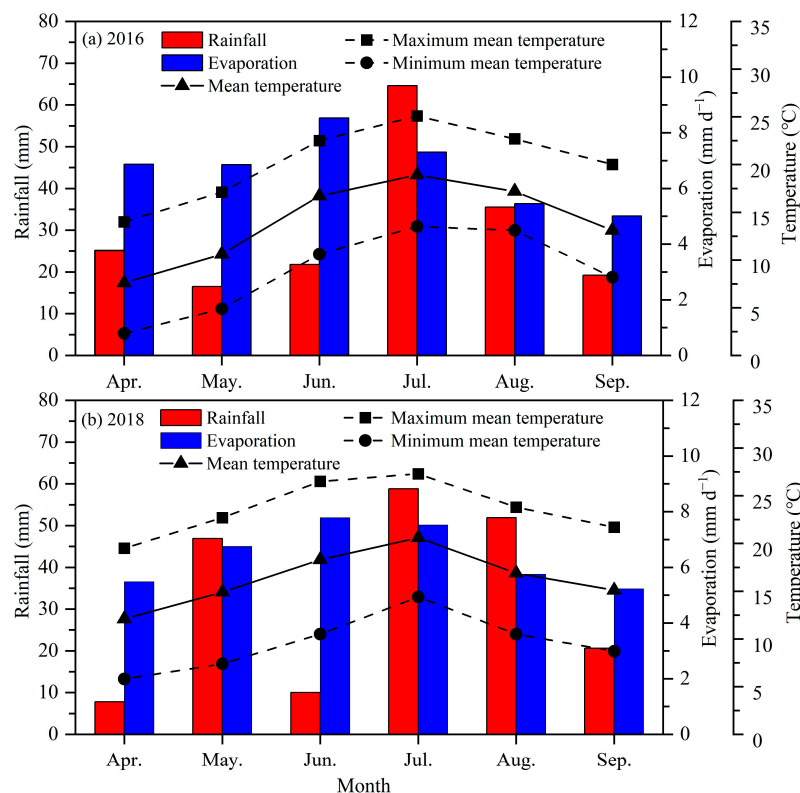 (a) 2016
Rainfall
Evaporation
Mean temperature
Maximum mean temperature
Minimum mean temperature
Rainfall (mm)
80
70
60
50
40
30
20
10
0
Evaporation (mm d⁻¹)
12
10
8
6
4
2
0
Temperature (℃)
35
30
25
20
15
10
5
0
Apr. May. Jun. Jul. Aug. Sep.
(b) 2018
Rainfall
Evaporation
Mean temperature
Maximum mean temperature
Minimum mean temperature
Rainfall (mm)
80
70
60
50
40
30
20
10
0
Evaporation (mm d⁻¹)
12
10
8
6
4
2
0
Temperature (℃)
35
30
25
20
15
10
5
0
Apr. May. Jun. Jul. Aug. Sep.
Month